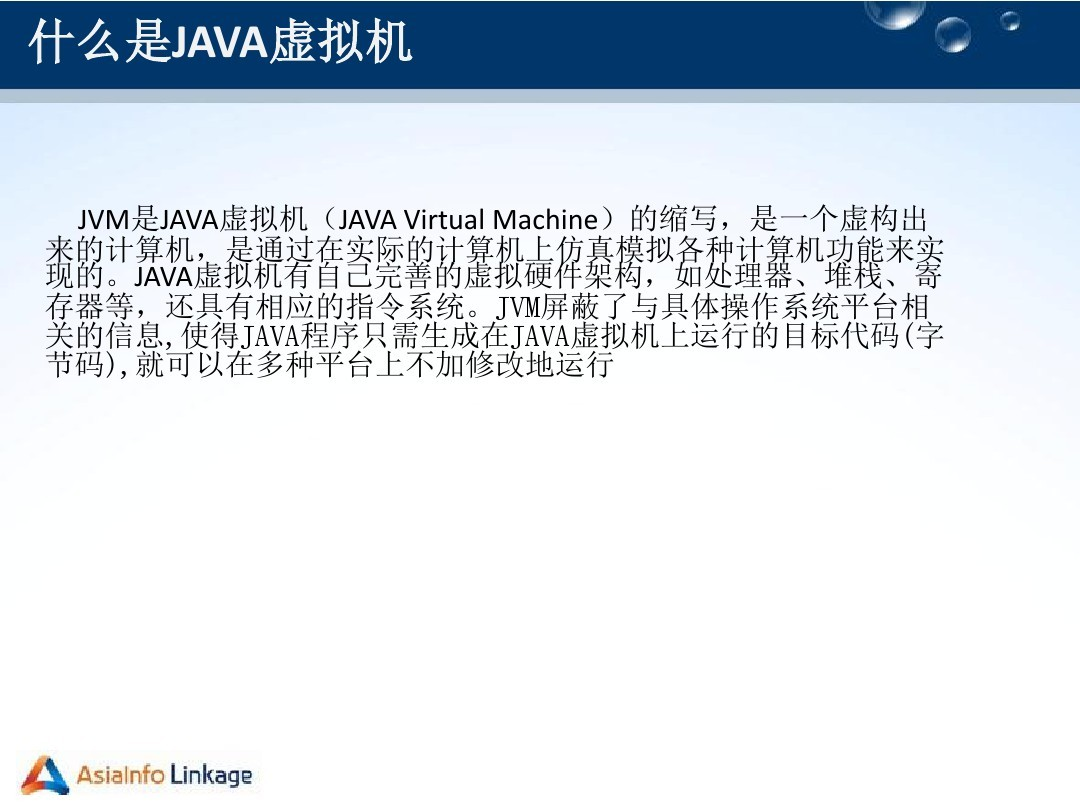 什么是JAVA虚拟机
JVM是JAVA虚拟机（JAVA Virtual Machine）的缩写，是一个虚构出
来的计算机，是通过在实际的计算机上仿真模拟各种计算机功能来实
现的。JAVA虚拟机有自己完善的虚拟硬件架构，如处理器、堆栈、寄
存器等，还具有相应的指令系统。JVM屏蔽了与具体操作系统平台相
关的信息,使得JAVA程序只需生成在JAVA虚拟机上运行的目标代码(字
节码),就可以在多种平台上不加修改地运行
AsiaInfo Linkage